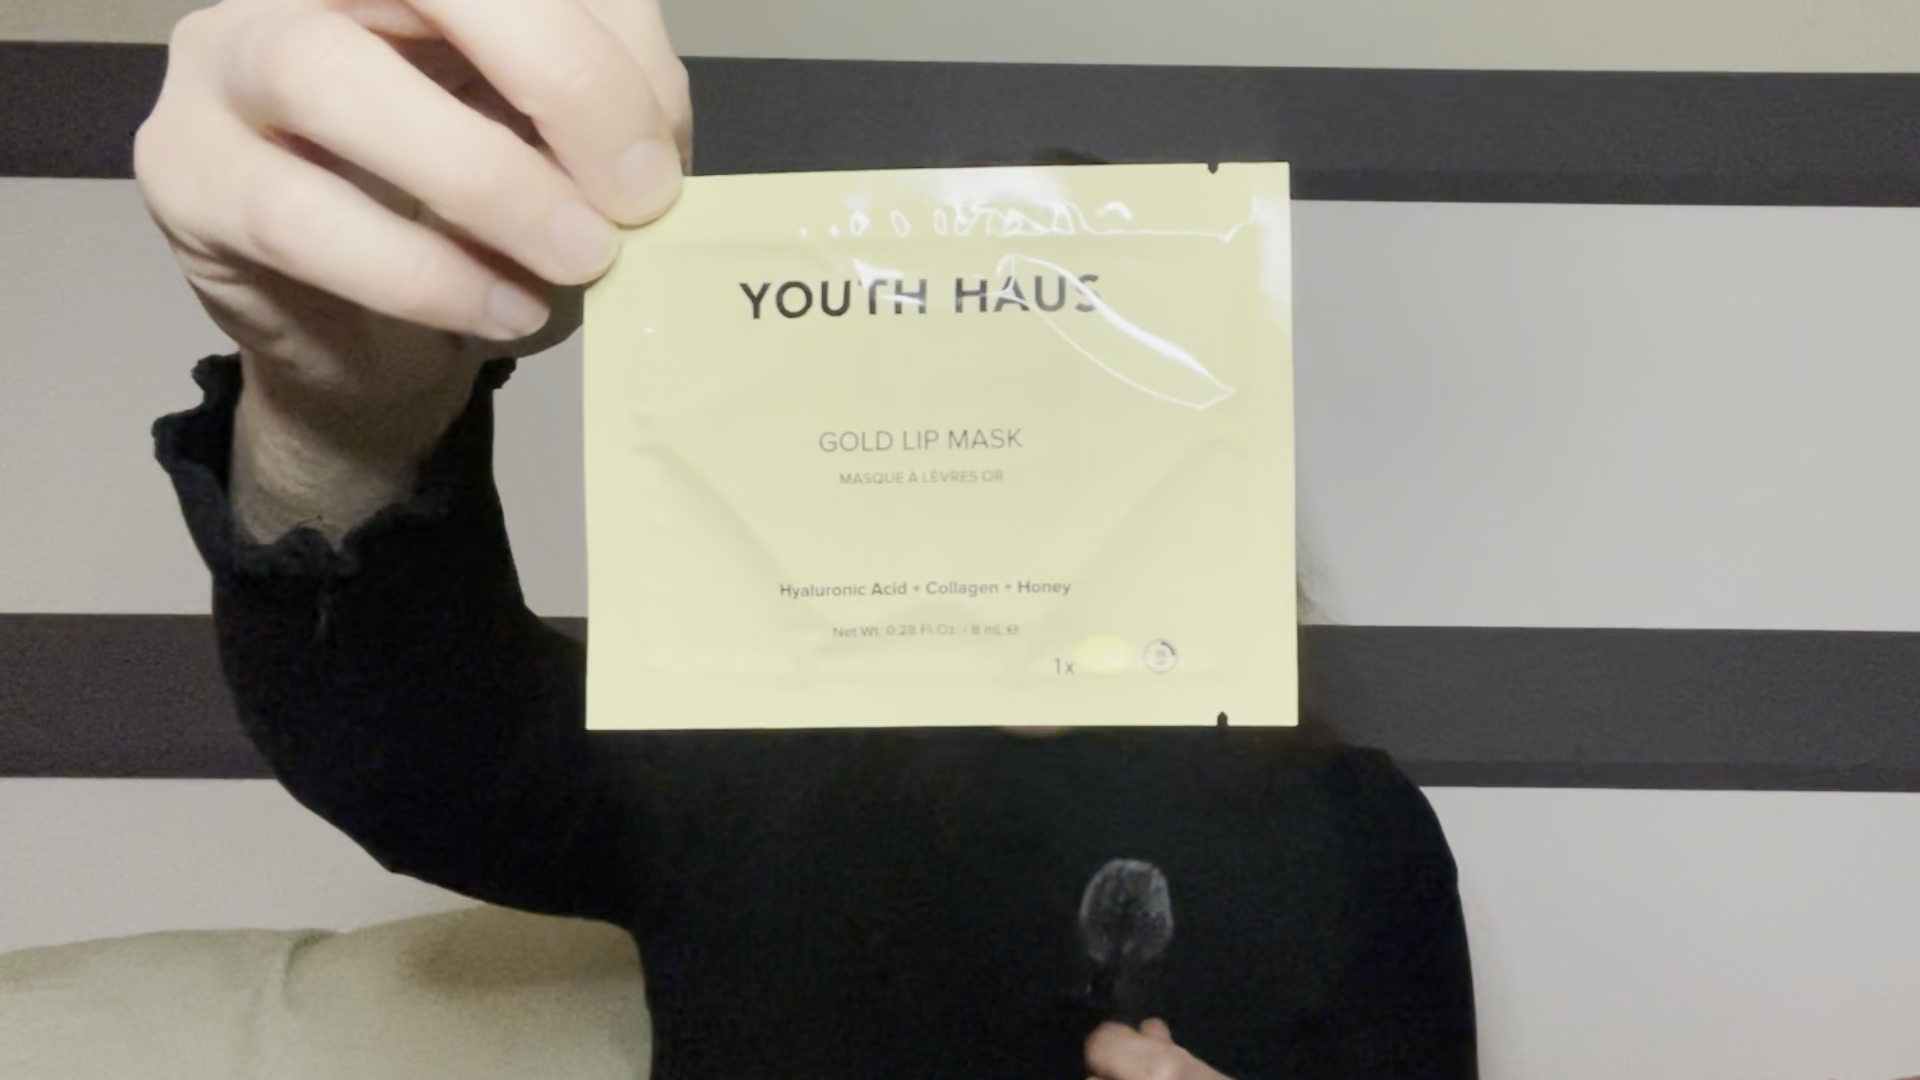 YOUTH HAUS
GOLD LIP MASK
MASQUE À LÈVRES OR
Hyaluronic Acid + Collagen + Honey
Net Wt. 0.28 Fl.Oz. / 8 mL ℮
1x